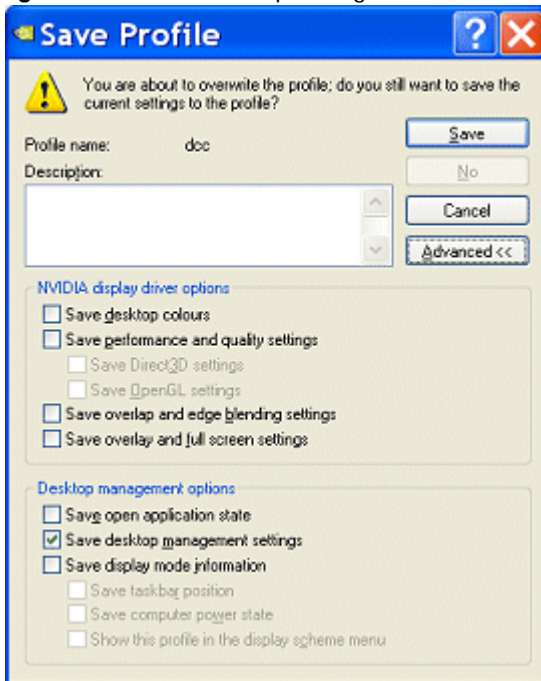 Save Profile
You are about to overwrite the profile; do you still want to save the
current settings to the profile?
Save
Profile name: dcc
No
Description:
Cancel
Advanced <<
NVIDIA display driver options
Save desktop colours
Save performance and quality settings
Save Direct3D settings
Save OpenGL settings
Save overlap and edge blending settings
Save overlay and full screen settings
Desktop management options
Save open application state
Save desktop management settings
Save display mode information
Save taskbar position
Save computer power state
Show this profile in the display scheme menu